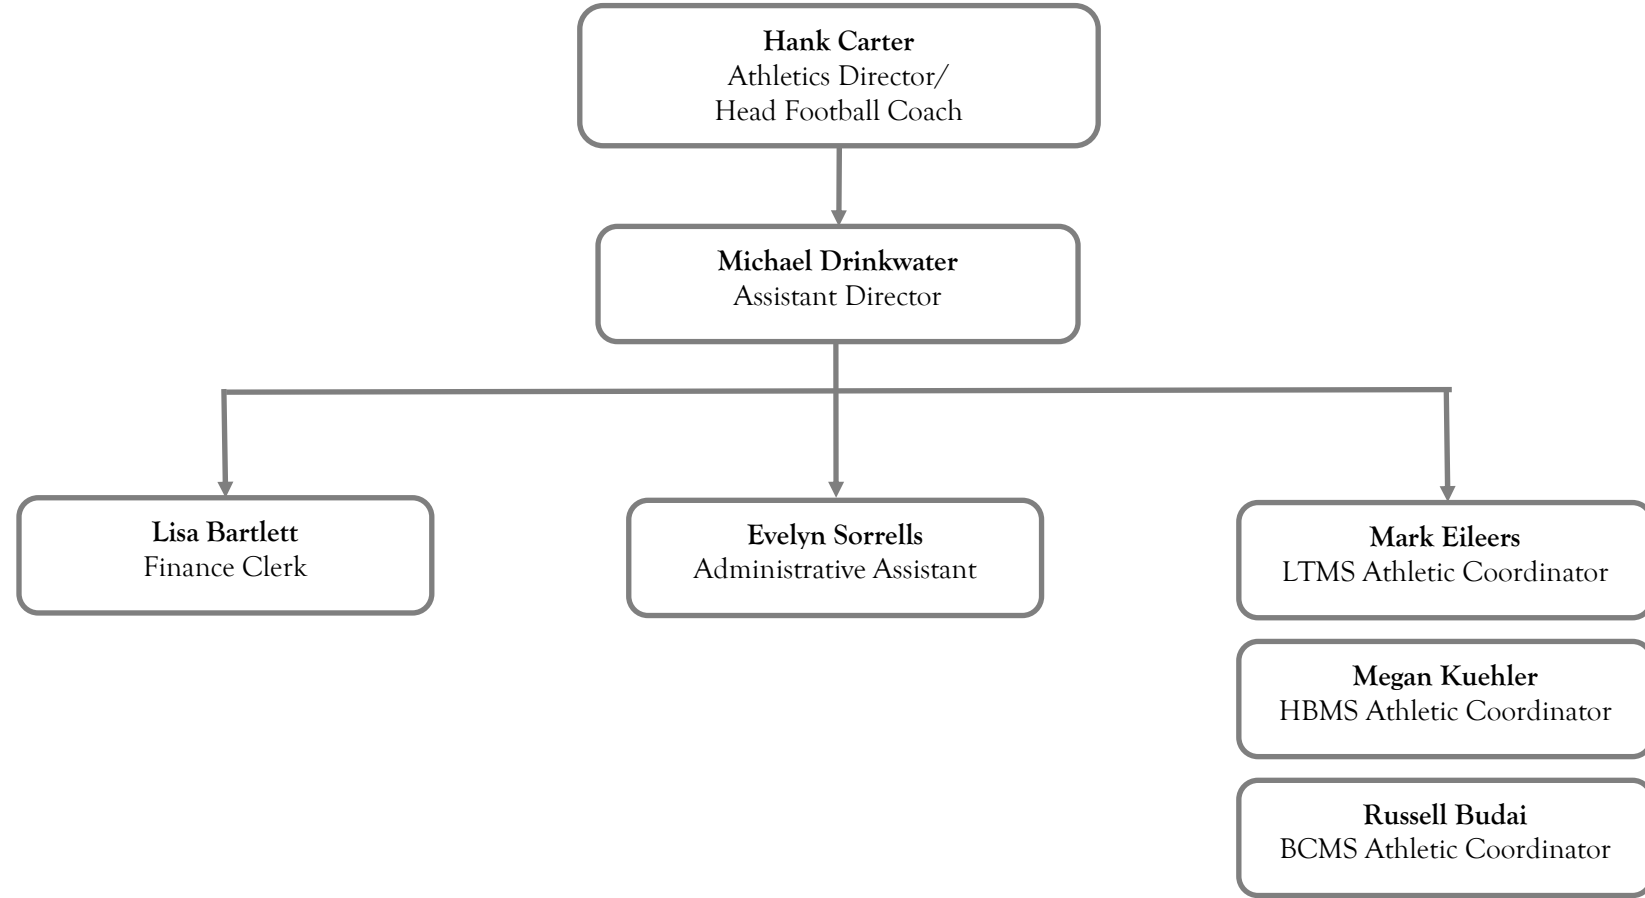 Hank Carter
Athletics Director/
Head Football Coach
Michael Drinkwater
Assistant Director
Lisa Bartlett
Finance Clerk
Evelyn Sorrells
Administrative Assistant
Mark Eileers
LTMS Athletic Coordinator
Megan Kuehler
HBMS Athletic Coordinator
Russell Budai
BCMS Athletic Coordinator